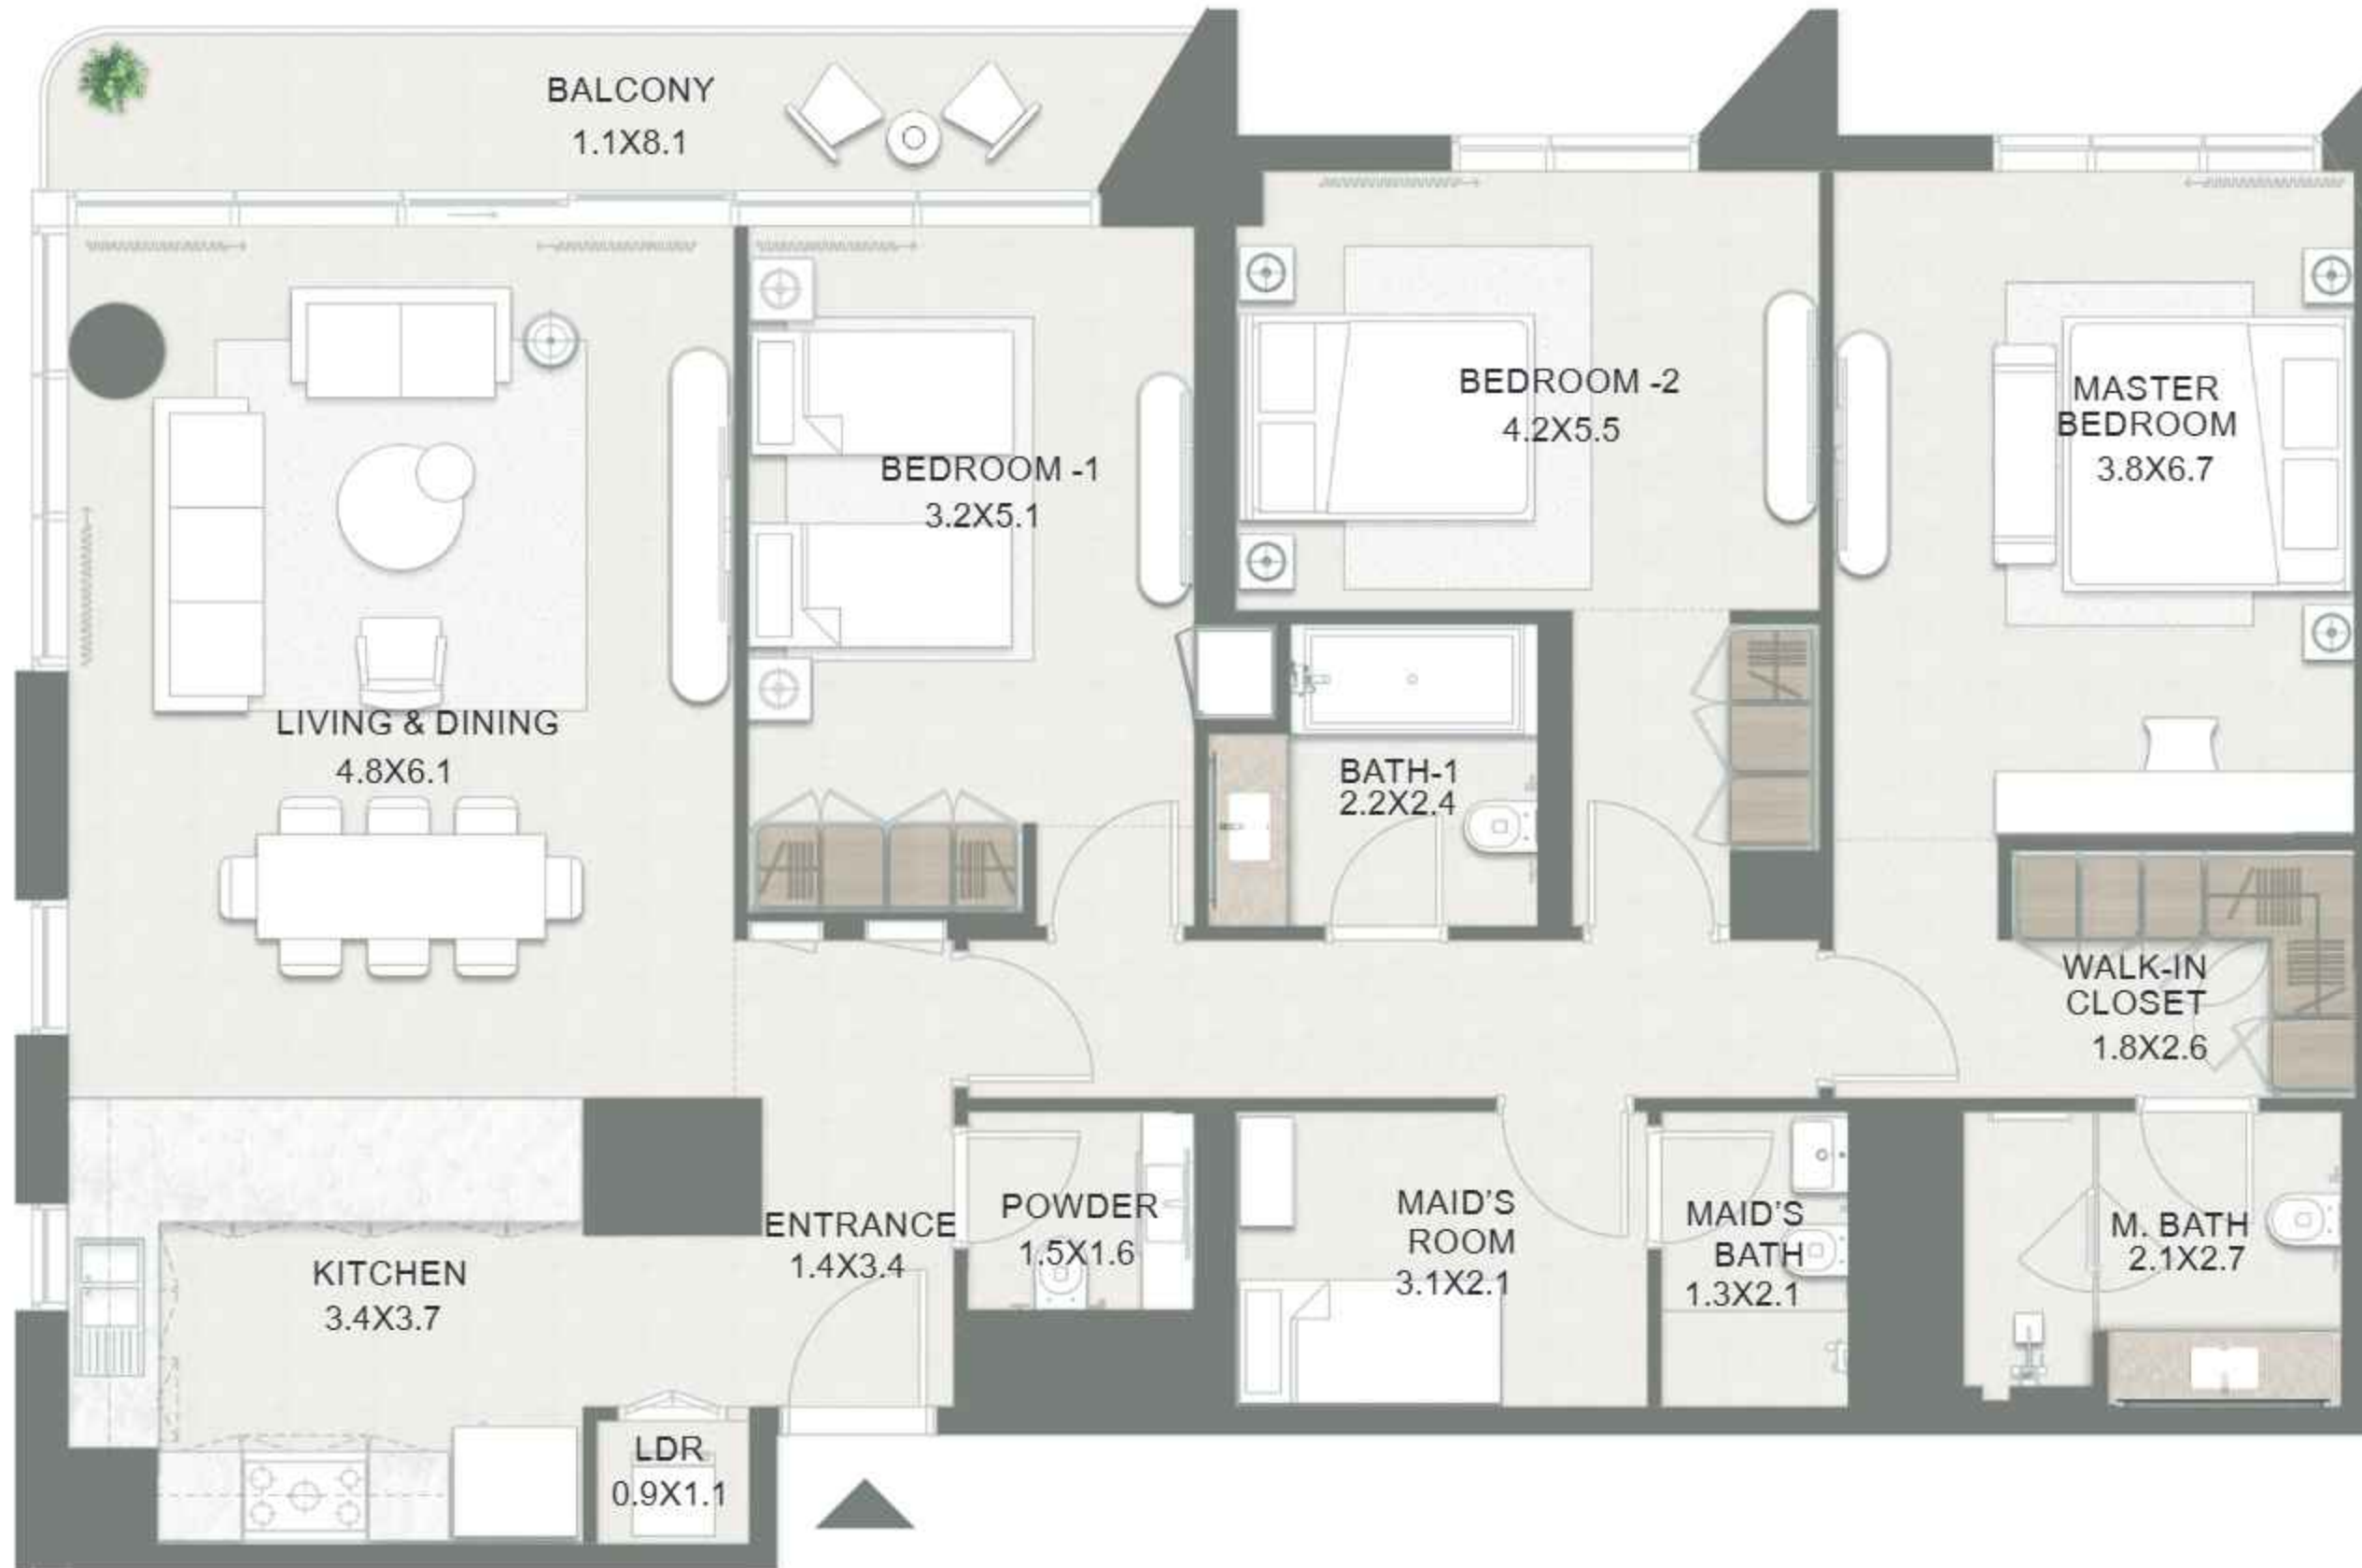 BALCONY
1.1X8.1
BEDROOM -2
4.2X5.5
MASTER
BEDROOM
3.8X6.7
BEDROOM -1
3.2X5.1
LIVING & DINING
4.8X6.1
BATH-1
2.2X2.4
WALK-IN
CLOSET
1.8X2.6
KITCHEN
3.4X3.7
ENTRANCE
1.4X3.4
POWDER
1.5X1.6
MAID'S
ROOM
3.1X2.1
MAID'S
BATH
1.3X2.1
M. BATH
2.1X2.7
LDR
0.9X1.1